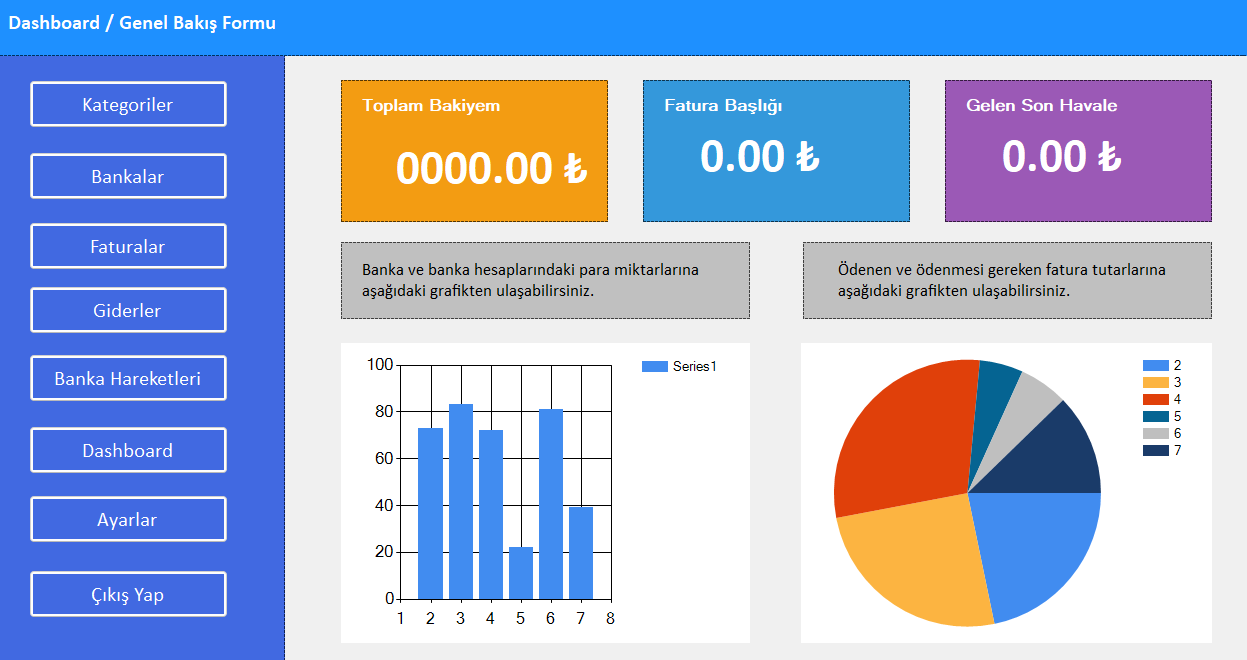 Dashboard / Genel Bakış Formu
Kategoriler
Bankalar
Faturalar
Giderler
Banka Hareketleri
Dashboard
Ayarlar
Çıkış Yap
Toplam Bakiyem
0000.00 ₺
Fatura Başlığı
0.00 ₺
Gelen Son Havale
0.00 ₺
Banka ve banka hesaplarındaki para miktarlarına
aşağıdaki grafikten ulaşabilirsiniz.
Ödenen ve ödenmesi gereken fatura tutarlarına
aşağıdaki grafikten ulaşabilirsiniz.
100
80
60
40
20
0
1 2 3 4 5 6 7 8
Series1
2
3
4
5
6
7